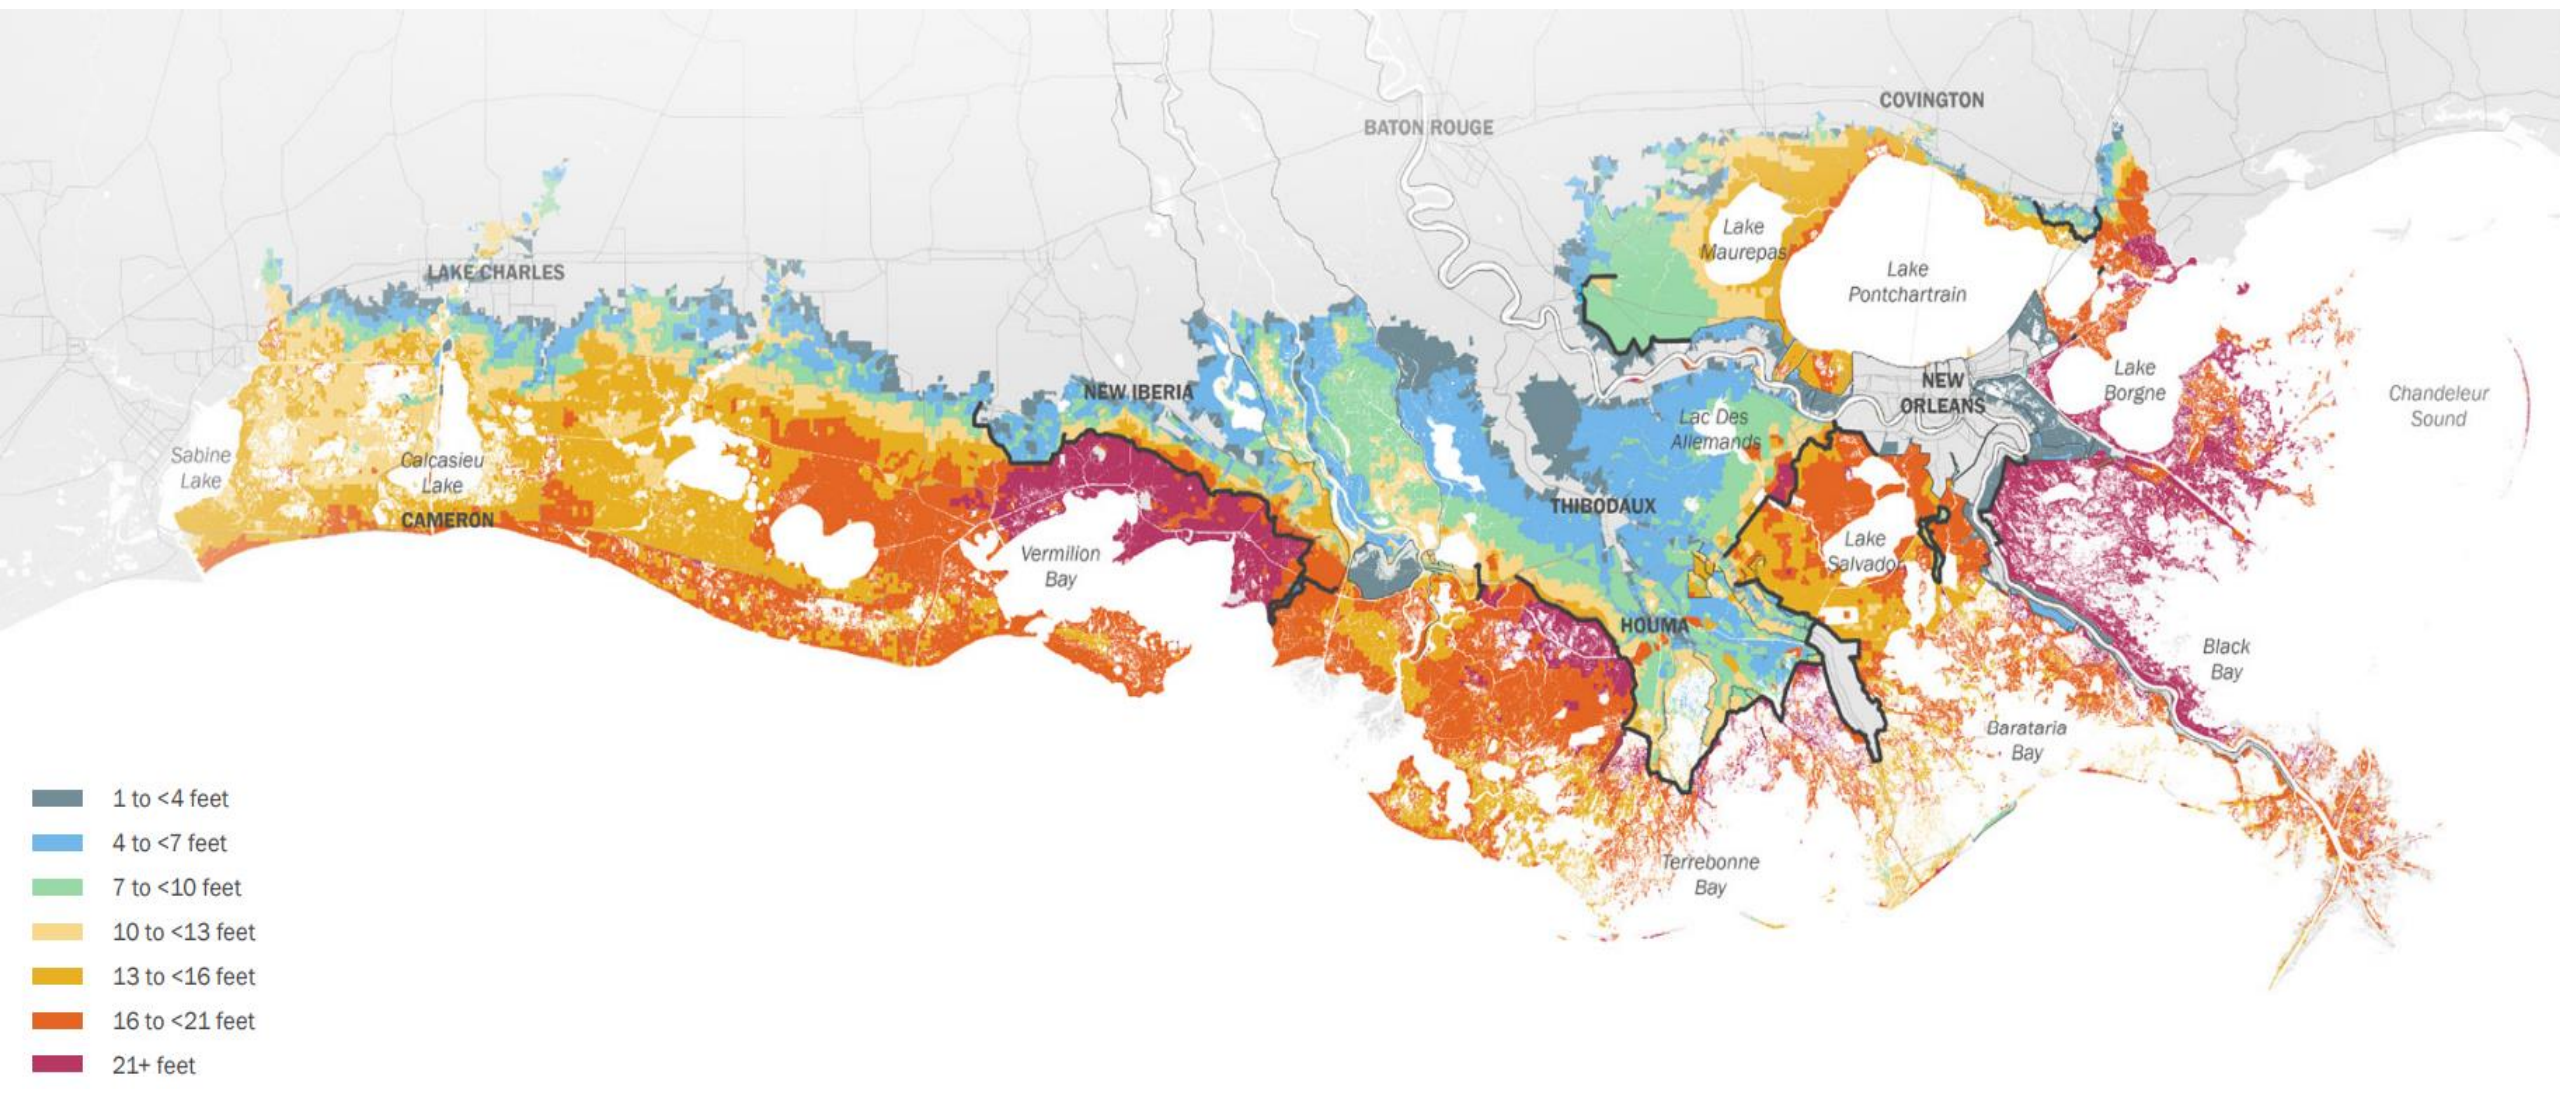 COVINGTON
BATON ROUGE
Lake
Maurepas
LAKE CHARLES
Lake
Pontchartrain
NEW IBERIA
NEW
ORLEANS
Lake
Borgne
Chandeleur
Sound
Lac Des
Allemands
Sabine
Lake
Calcasieu
Lake
CAMERON
THIBODAUX
Vermilion
Bay
Lake
Salvador
HOUMA
Black
Bay
Barataria
Bay
Terrebonne
Bay
1 to <4 feet
4 to <7 feet
7 to <10 feet
10 to <13 feet
13 to <16 feet
16 to <21 feet
21+ feet